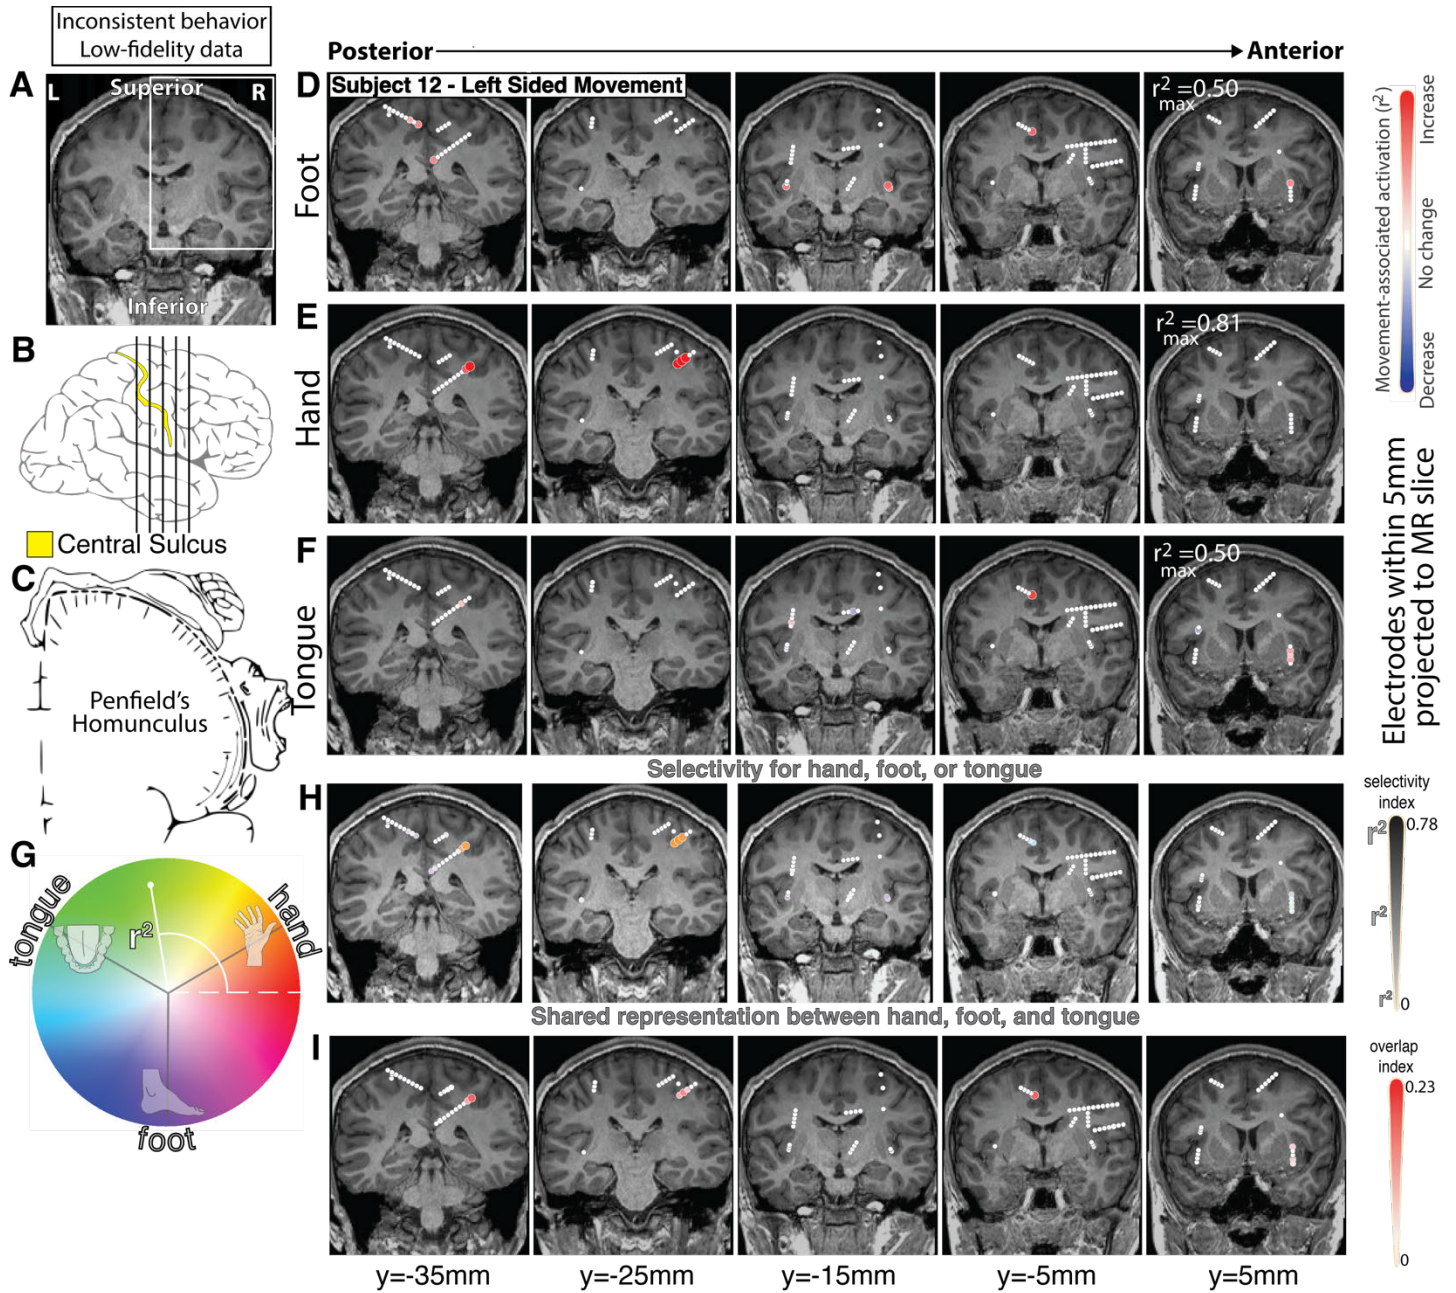 Inconsistent behavior
Low-fidelity data
A
Superior
L
R
Inferior
B
Central Sulcus
C
Penfield's
Homunculus
G
tongue
hand
foot
r²
Posterior
Anterior
D
Subject 12 - Left Sided Movement
r²max=0.50
Foot
E
r²max=0.81
Hand
F
r²max=0.50
Tongue
Selectivity for hand, foot, or tongue
H
Shared representation between hand, foot, and tongue
I
y=-35mm
y=-25mm
y=-15mm
y=-5mm
y=5mm
Movement-associated activation (r²)
Increase
No change
Decrease
Electrodes within 5mm
projected to MR slice
selectivity
index
r²
0.78
r²
r²
0
overlap
index
0.23
0